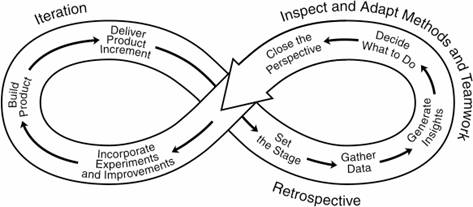 Iteration
Deliver
Product
Increment
Build
Product
Incorporate
Experiments
and Improvements
Inspect and Adapt Methods and Teamwork
Close the
Perspective
Decide
What to Do
Generate
Insights
Gather
Data
Set
the Stage
Retrospective